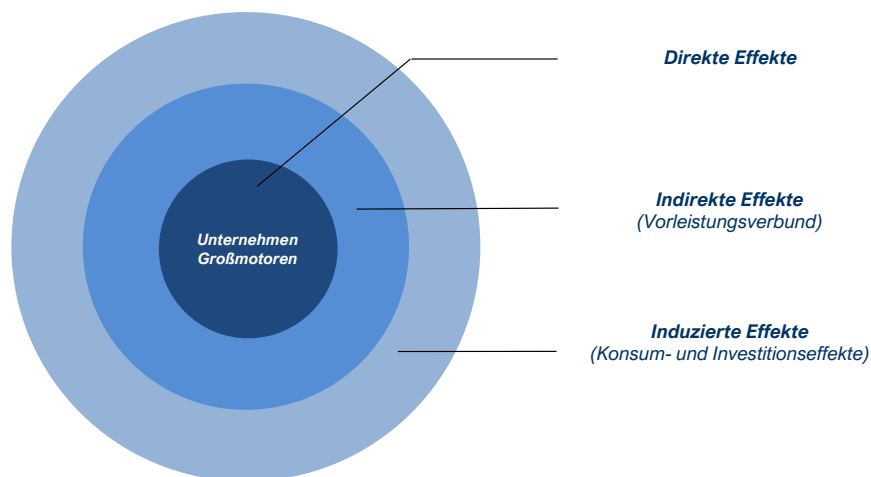 Direkte Effekte
Indirekte Effekte
(Vorleistungsverbund)
Unternehmen
Großmotoren
Induzierte Effekte
(Konsum- und Investitionseffekte)